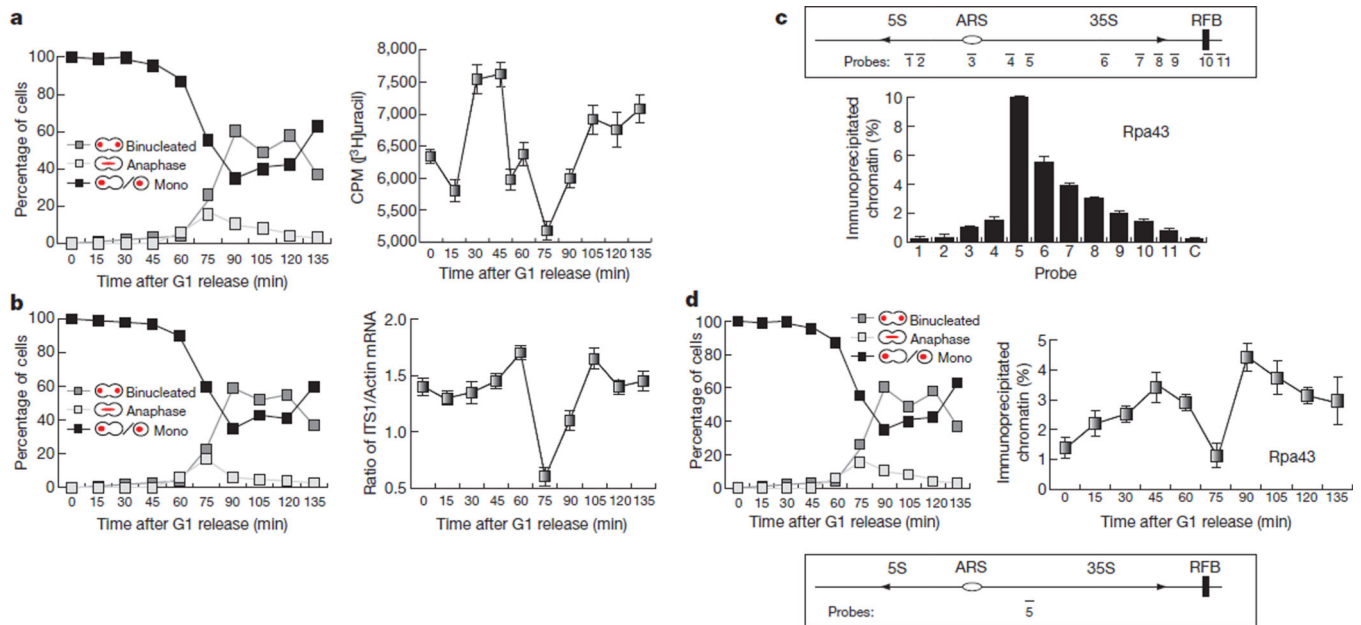 a
100
80
60
40
20
0
Percentage of cells
Binucleated
Anaphase
Mono
0 15 30 45 60 75 90 105 120 135
Time after G1 release (min)
8,000
7,500
7,000
6,500
6,000
5,500
5,000
CPM ([³H]uracil)
0 15 30 45 60 75 90 105 120 135
Time after G1 release (min)
b
100
80
60
40
20
0
Percentage of cells
Binucleated
Anaphase
Mono
0 15 30 45 60 75 90 105 120 135
Time after G1 release (min)
2.0
1.5
1.0
0.5
Ratio of ITS1/Actin mRNA
0 15 30 45 60 75 90 105 120 135
Time after G1 release (min)
c
5S ARS 35S RFB
Probes: 1 2 3 4 5 6 7 8 9 10 11
10
8
6
4
2
0
Immunoprecipitated
chromatin (%)
Rpa43
1 2 3 4 5 6 7 8 9 10 11 C
Probe
d
100
80
60
40
20
0
Percentage of cells
Binucleated
Anaphase
Mono
0 15 30 45 60 75 90 105 120 135
Time after G1 release (min)
5
4
3
2
1
0
Immunoprecipitated
chromatin (%)
Rpa43
0 15 30 45 60 75 90 105 120 135
Time after G1 release (min)
5S ARS 35S RFB
Probes: 5